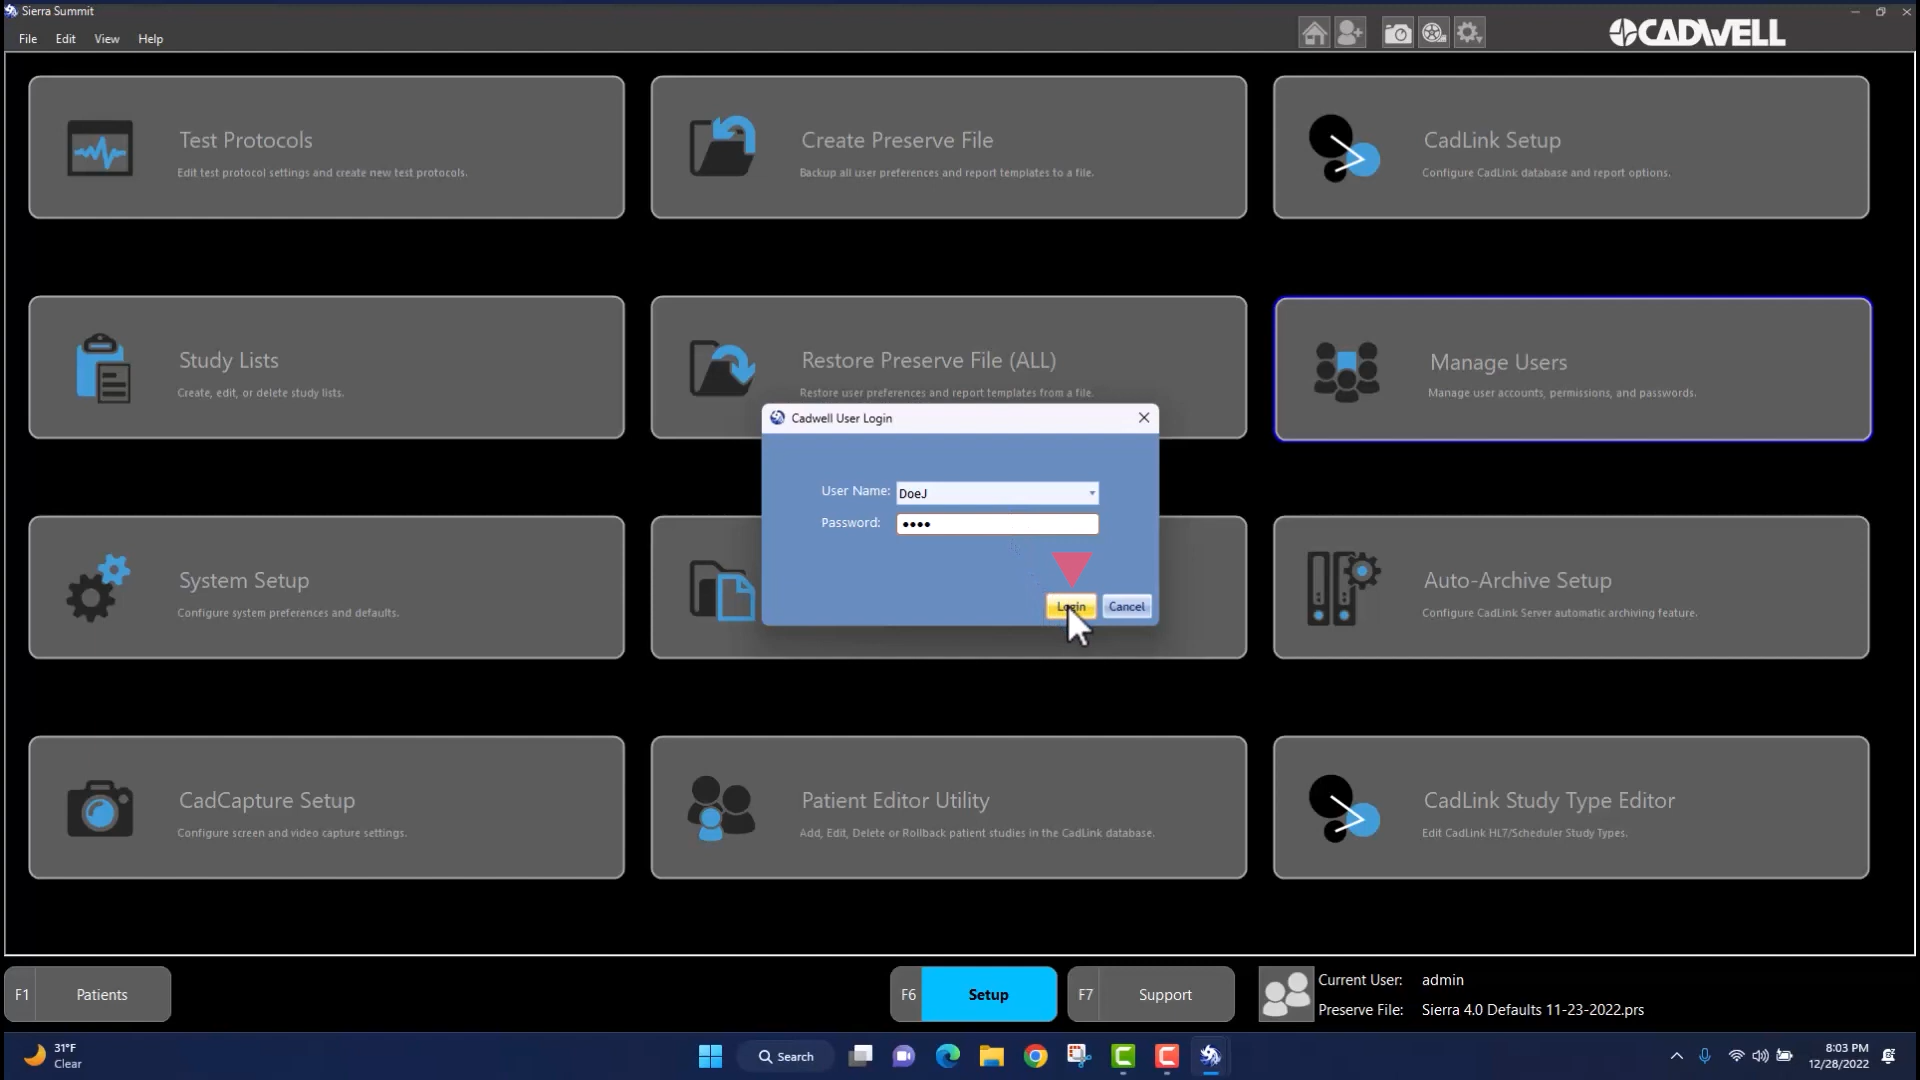 Sierra Summit
File Edit View Help
CADWELL
Test Protocols
Edit test protocol settings and create new test protocols.
Create Preserve File
Backup all user preferences and report templates to a file.
CadLink Setup
Configure CadLink database and report options.
Study Lists
Create, edit, or delete study lists.
Restore Preserve File (ALL)
Restore user preferences and report templates from a file.
Manage Users
Manage user accounts, permissions, and passwords.
Cadwell User Login
User Name: DoeJ
Password: ••••
Login Cancel
System Setup
Configure system preferences and defaults.
Auto-Archive Setup
Configure CadLink Server automatic archiving feature.
CadCapture Setup
Configure screen and video capture settings.
Patient Editor Utility
Add, Edit, Delete or Rollback patient studies in the CadLink database.
CadLink Study Type Editor
Edit CadLink HL7/Scheduler Study Types.
F1 Patients
F6 Setup
F7 Support
Current User: admin
Preserve File: Sierra 4.0 Defaults 11-23-2022.prs
31°F
Clear
Search
8:03 PM
12/28/2022